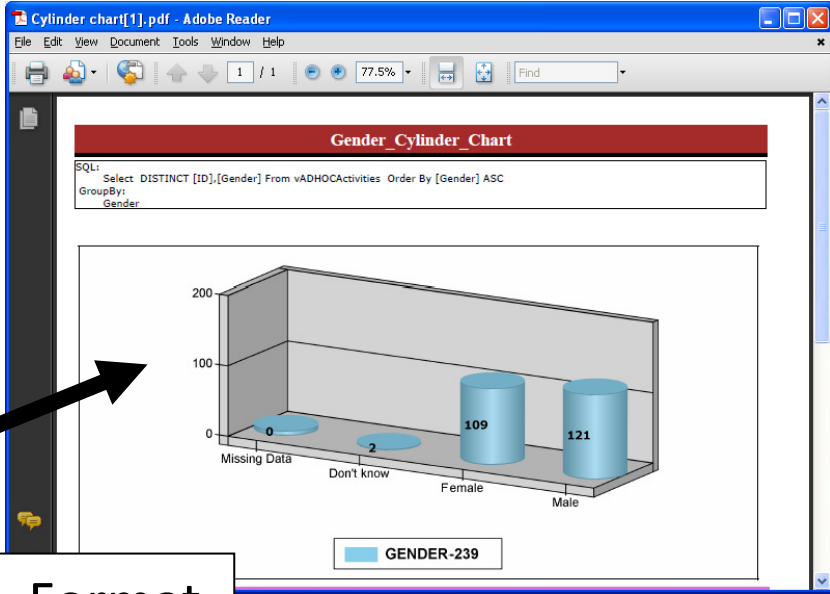 Cylinder chart[1].pdf - Adobe Reader
File Edit View Document Tools Window Help
1 / 1 77.5% Find
Gender_Cylinder_Chart
SQL:
Select DISTINCT [ID],[Gender] From vADHOCActivities Order By [Gender] ASC
GroupBy:
Gender
200
100
0
0
2
109
121
Missing Data
Don't know
Female
Male
GENDER-239